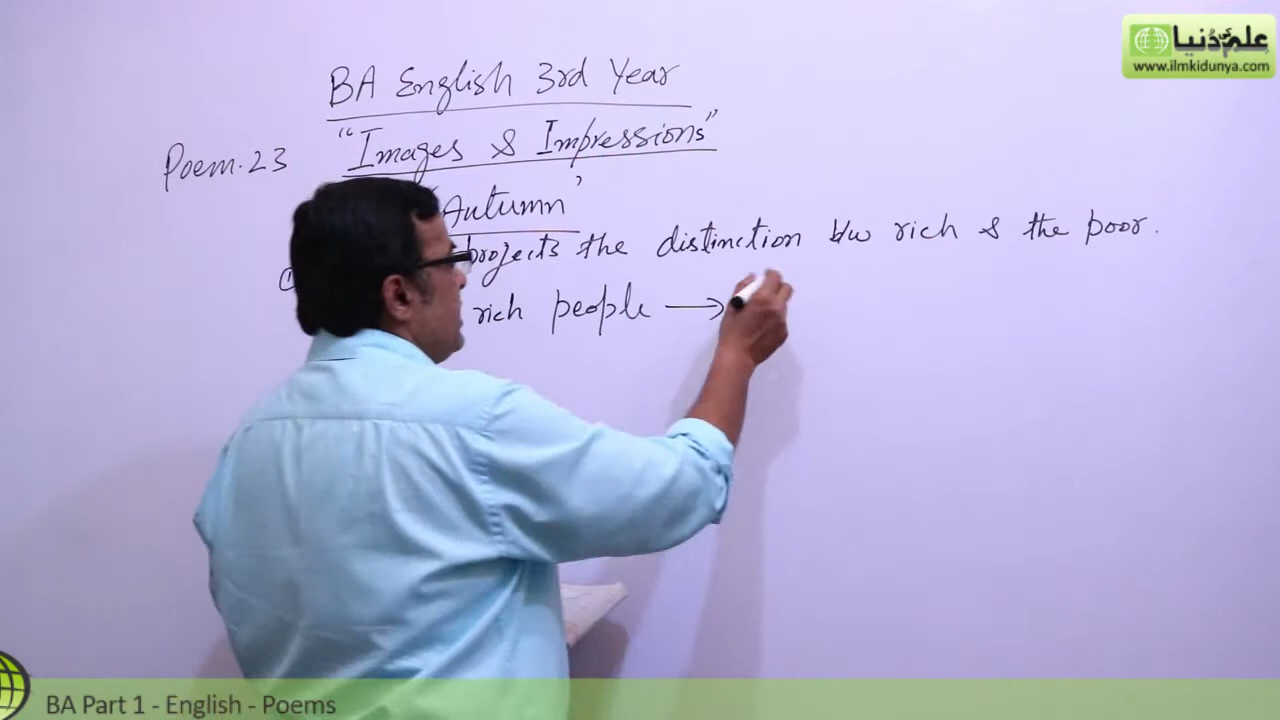 علم کی دُنیا
www.ilmkidunya.com
BA English 3rd Year
"Images & Impressions"
Poem.23
Autumn'
projects the distinction b/w rich & the poor.
rich people →
BA Part 1 - English - Poems